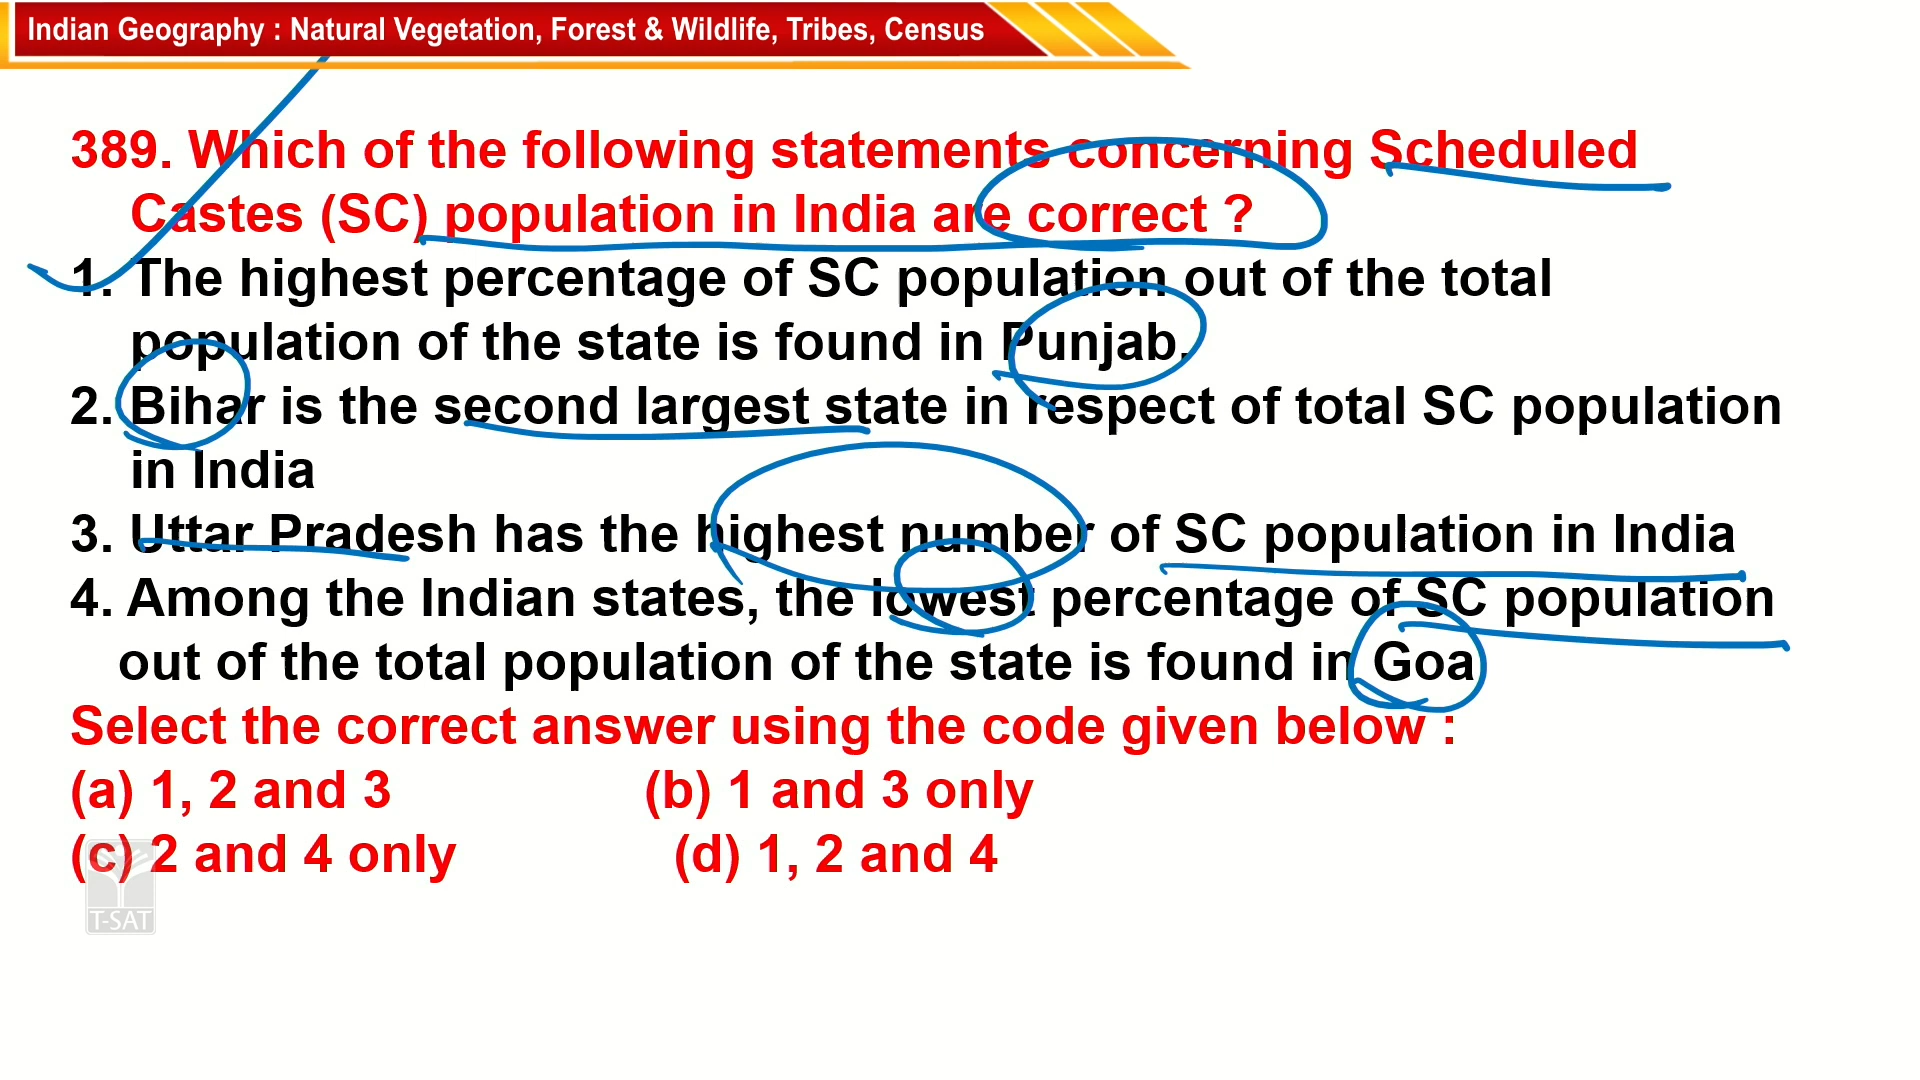 Indian Geography : Natural Vegetation, Forest & Wildlife, Tribes, Census
389. Which of the following statements concerning Scheduled
Castes (SC) population in India are correct ?
1. The highest percentage of SC population out of the total
population of the state is found in Punjab.
2. Bihar is the second largest state in respect of total SC population
in India
3. Uttar Pradesh has the highest number of SC population in India
4. Among the Indian states, the lowest percentage of SC population
out of the total population of the state is found in Goa
Select the correct answer using the code given below :
(a) 1, 2 and 3 (b) 1 and 3 only
(c) 2 and 4 only (d) 1, 2 and 4
T-SAT